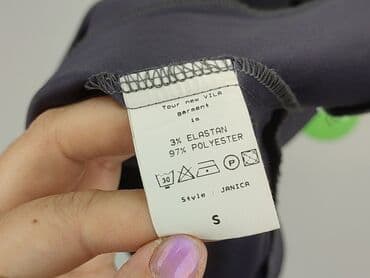 Your new VILA
garment
is
3% ELASTAN
97% POLYESTER
30 P
Style : JANICA
S